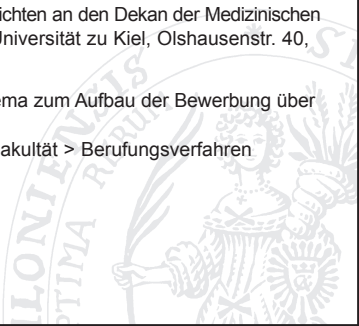 ichten an den Dekan der Medizinischen
Universität zu Kiel, Olshausenstr. 40,
ema zum Aufbau der Bewerbung über
akultät > Berufungsverfahren